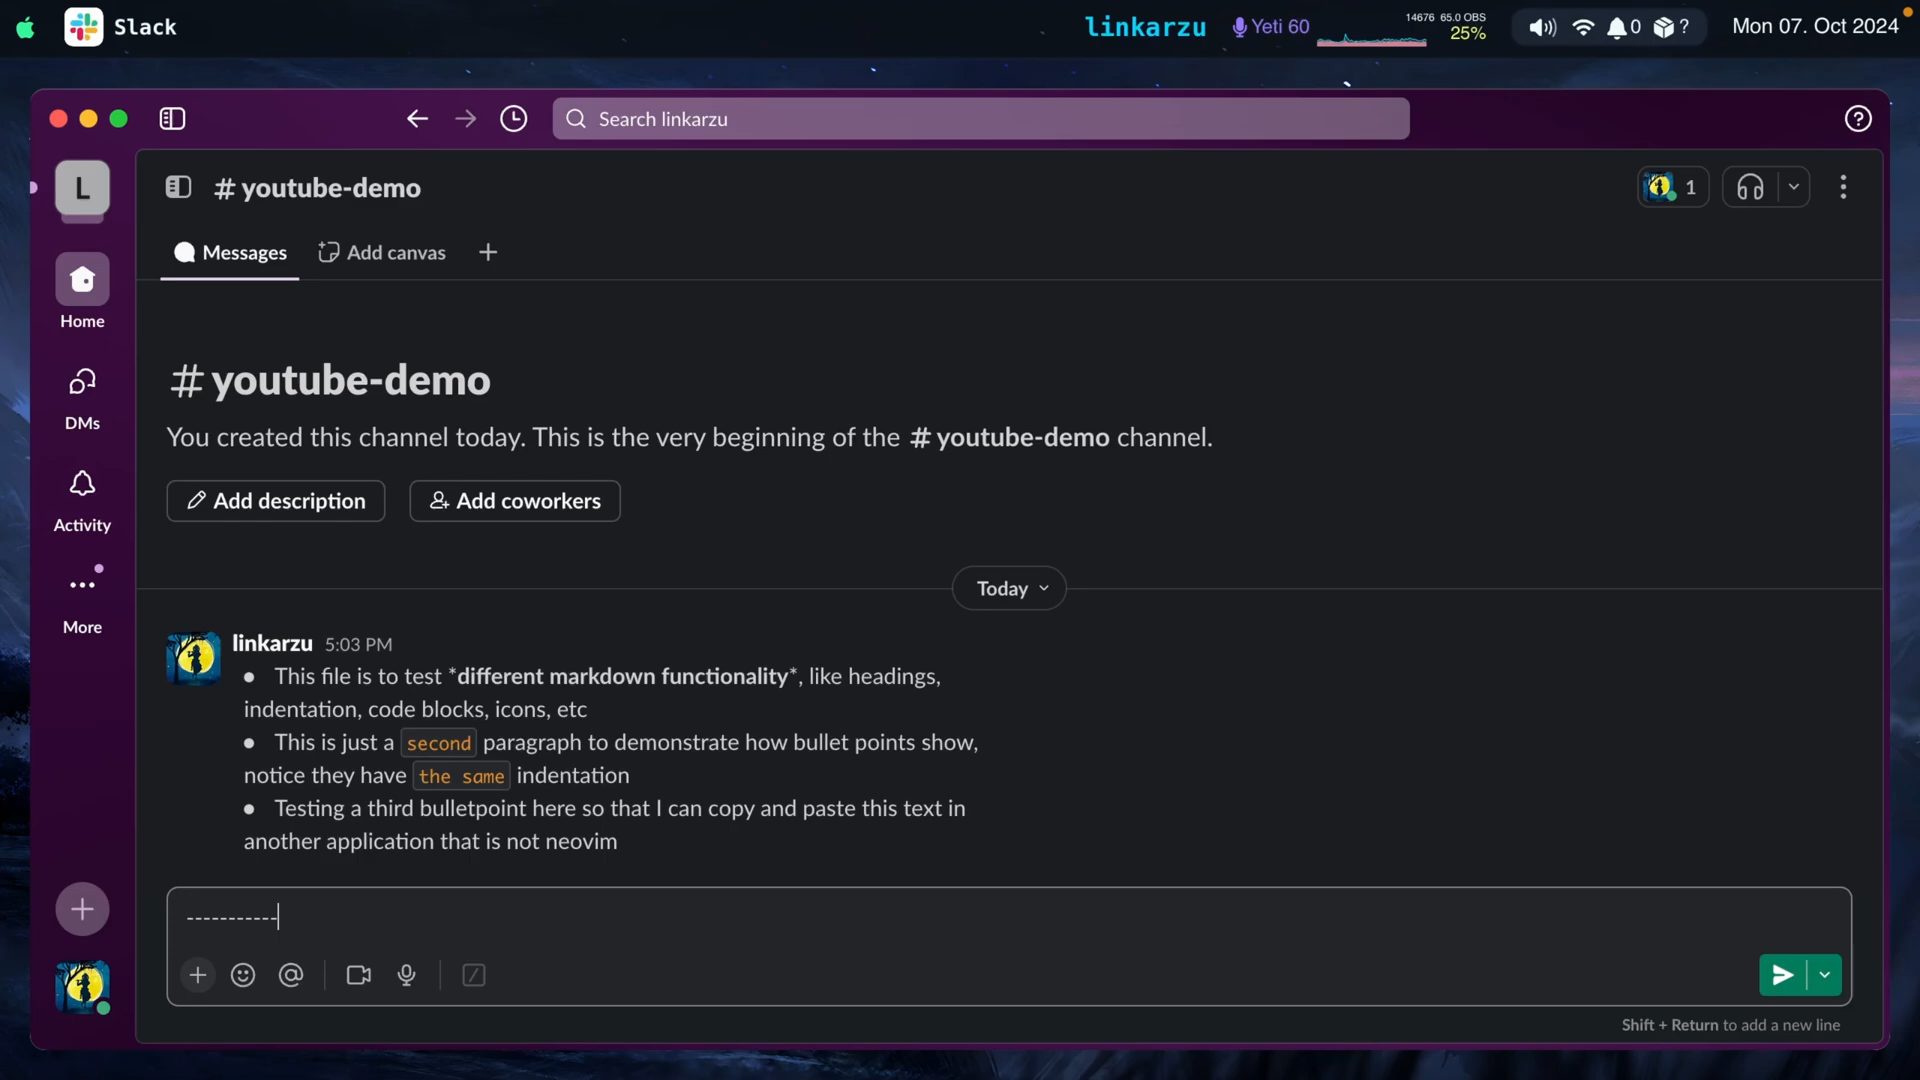 Slack
linkarzu
Yeti 60
14676 65.0 OBS
25%
0
?
Mon 07. Oct 2024
Search linkarzu
L
# youtube-demo
1
Messages
Add canvas
Home
DMs
Activity
More
# youtube-demo
You created this channel today. This is the very beginning of the # youtube-demo channel.
Add description
Add coworkers
Today
linkarzu 5:03 PM
● This file is to test *different markdown functionality*, like headings,
indentation, code blocks, icons, etc
● This is just a second paragraph to demonstrate how bullet points show,
notice they have the same indentation
● Testing a third bulletpoint here so that I can copy and paste this text in
another application that is not neovim
-----------
Shift + Return to add a new line